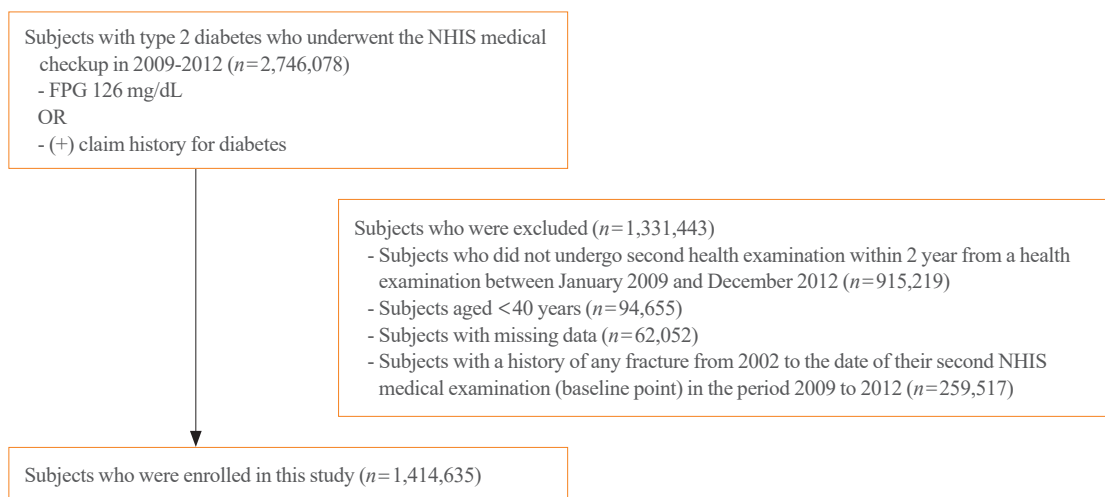 Subjects with type 2 diabetes who underwent the NHIS medical
checkup in 2009-2012 (n=2,746,078)
- FPG 126 mg/dL
OR
- (+) claim history for diabetes
Subjects who were excluded (n=1,331,443)
- Subjects who did not undergo second health examination within 2 year from a health
examination between January 2009 and December 2012 (n=915,219)
- Subjects aged <40 years (n=94,655)
- Subjects with missing data (n=62,052)
- Subjects with a history of any fracture from 2002 to the date of their second NHIS
medical examination (baseline point) in the period 2009 to 2012 (n=259,517)
Subjects who were enrolled in this study (n=1,414,635)